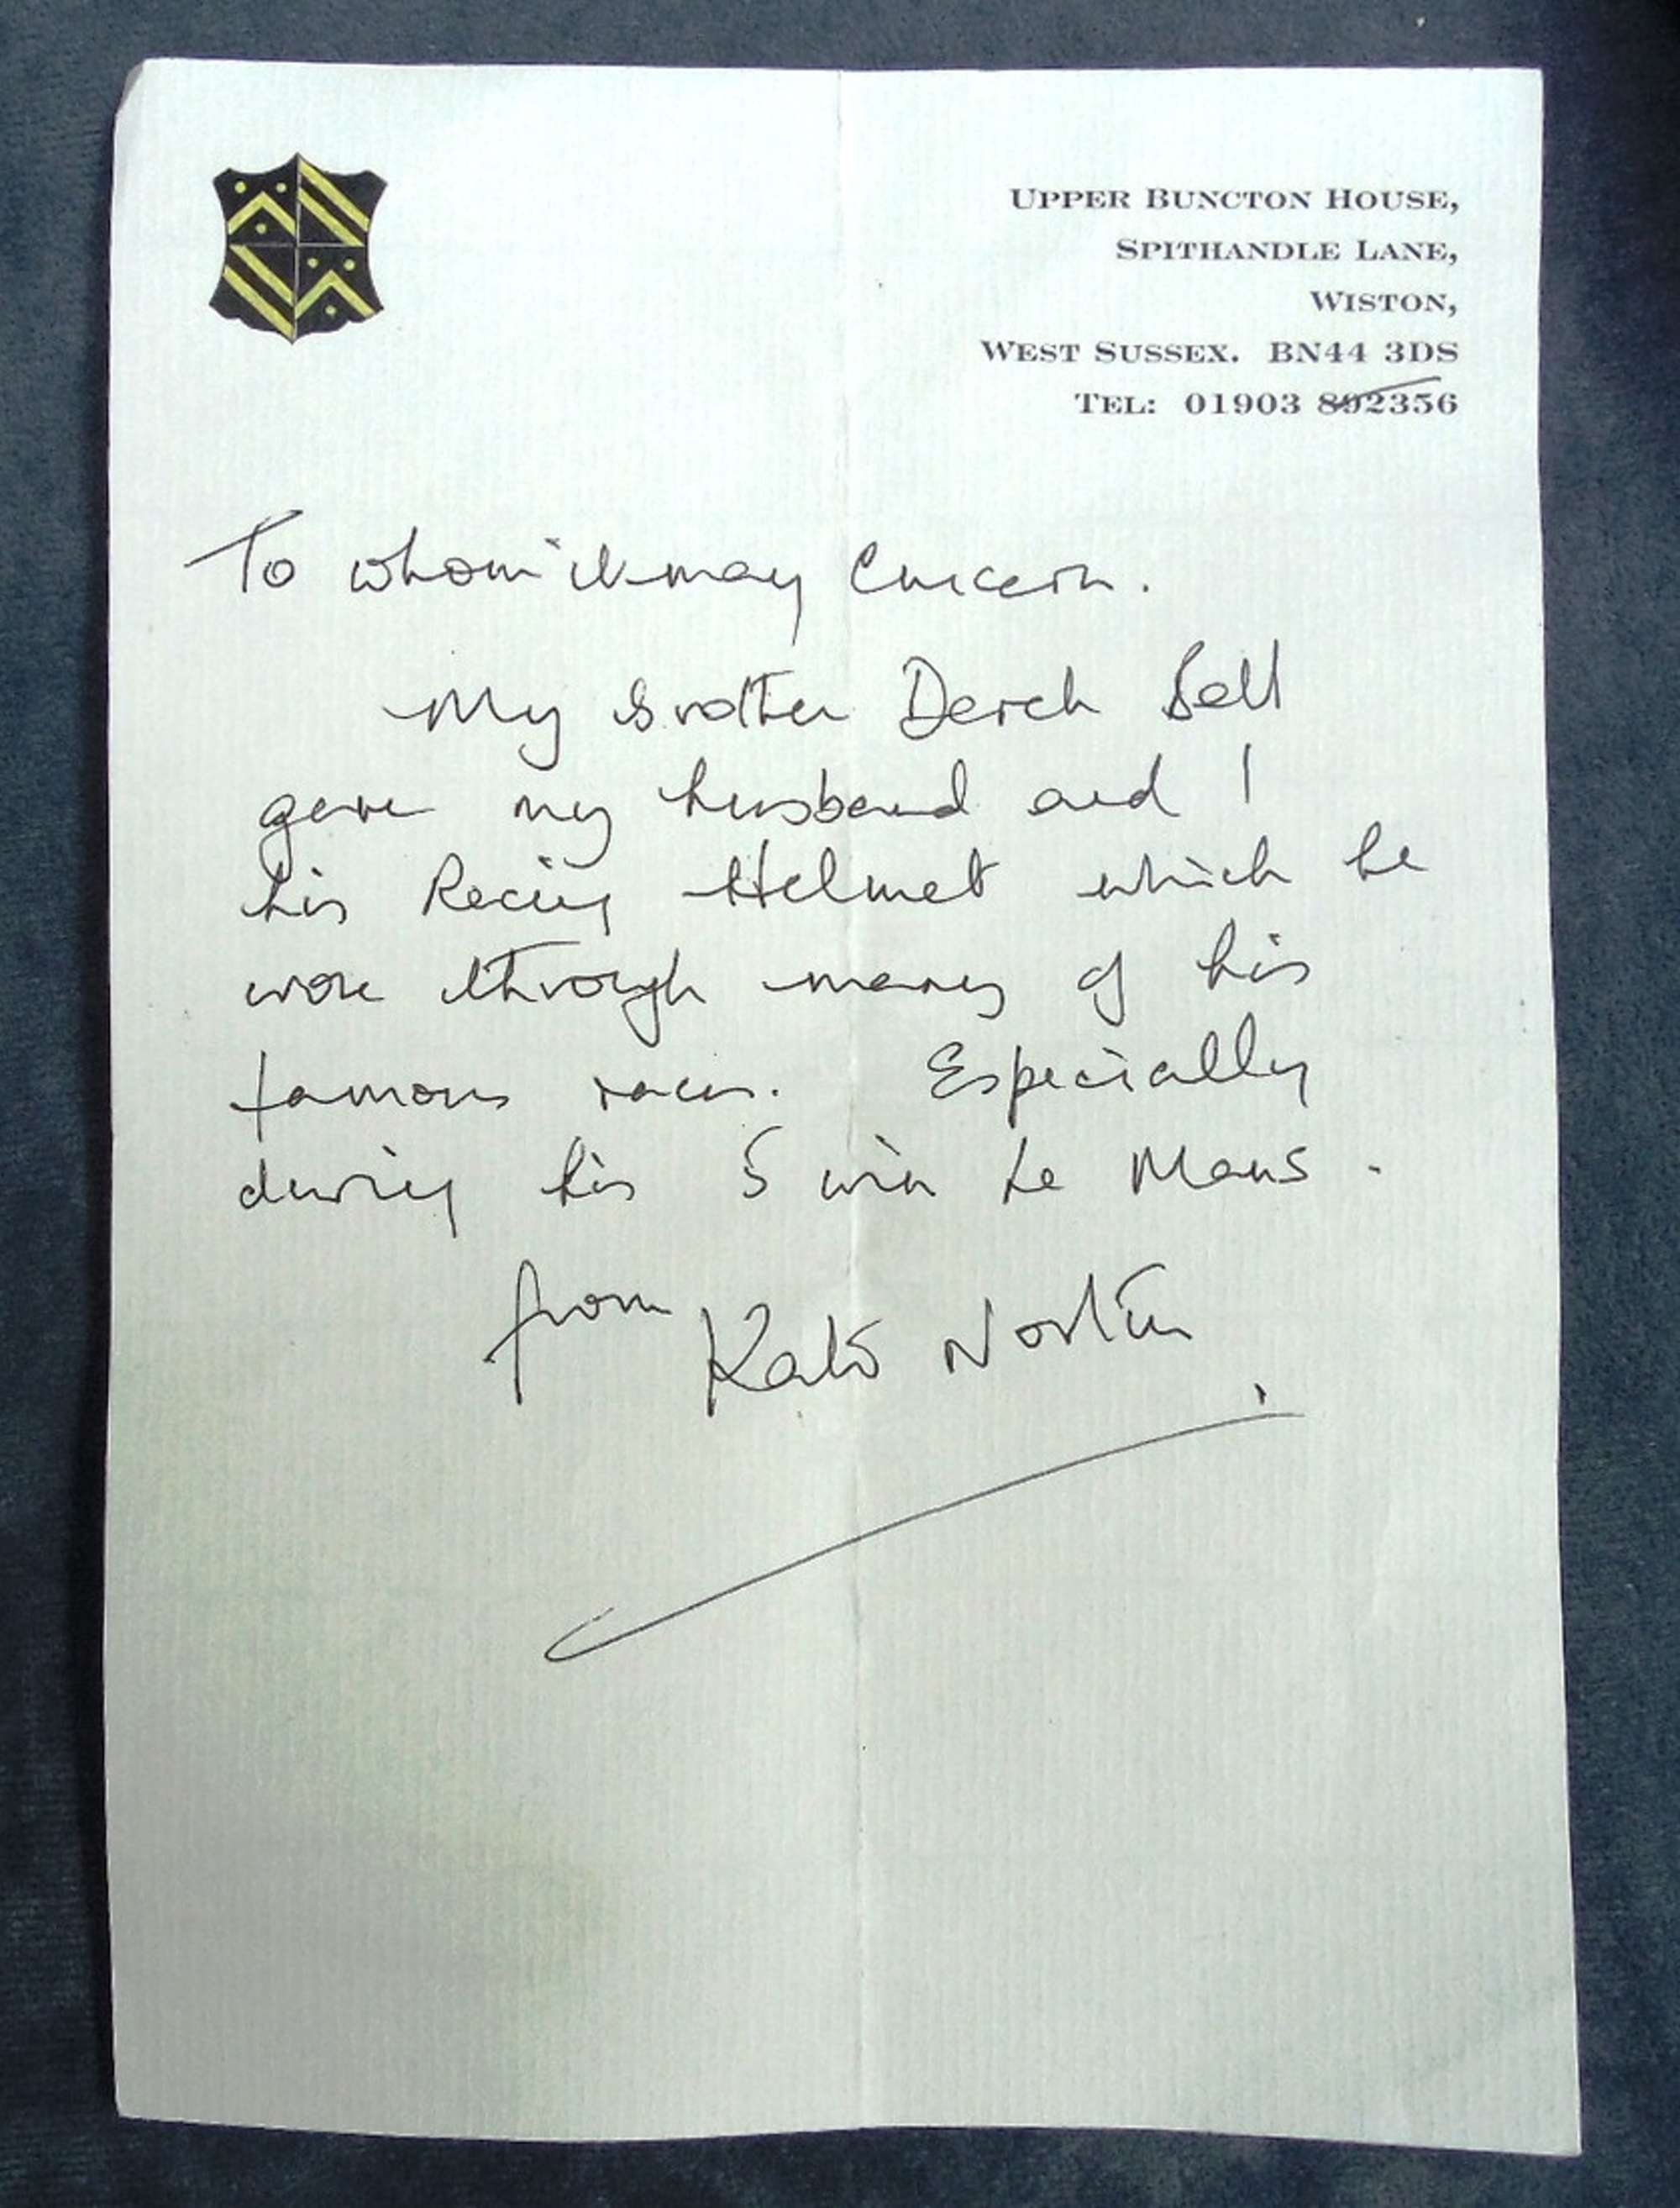 UPPER BUNCTON HOUSE,
SPITHANDLE LANE,
WISTON,
WEST SUSSEX. BN44 3DS
TEL: 01903 892356
To whom it may Concern.
My brother Derek Bell
gave my husband and I
his Racing Helmet which he
wore through many of his
famous races. Especially
during his 5 win Le Mans.
from Norton